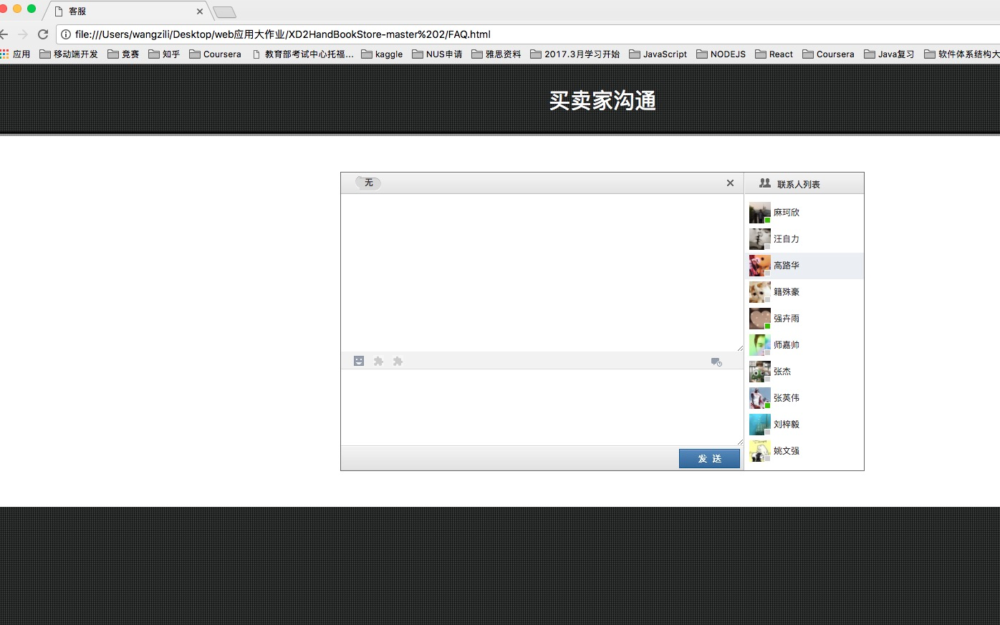 客服
file:///Users/wangzili/Desktop/web应用大作业/XD2HandBookStore-master%202/FAQ.html
应用 移动端开发 竞赛 知乎 Coursera 教育部考试中心托福... kaggle NUS申请 雅思资料 2017.3月学习开始 JavaScript NODEJS React Coursera Java复习 软件体系结构大
买卖家沟通
无
联系人列表
麻珂欣
汪自力
高路华
籍殊豪
强卉雨
师嘉帅
张杰
张英伟
刘梓毅
姚文强
发 送